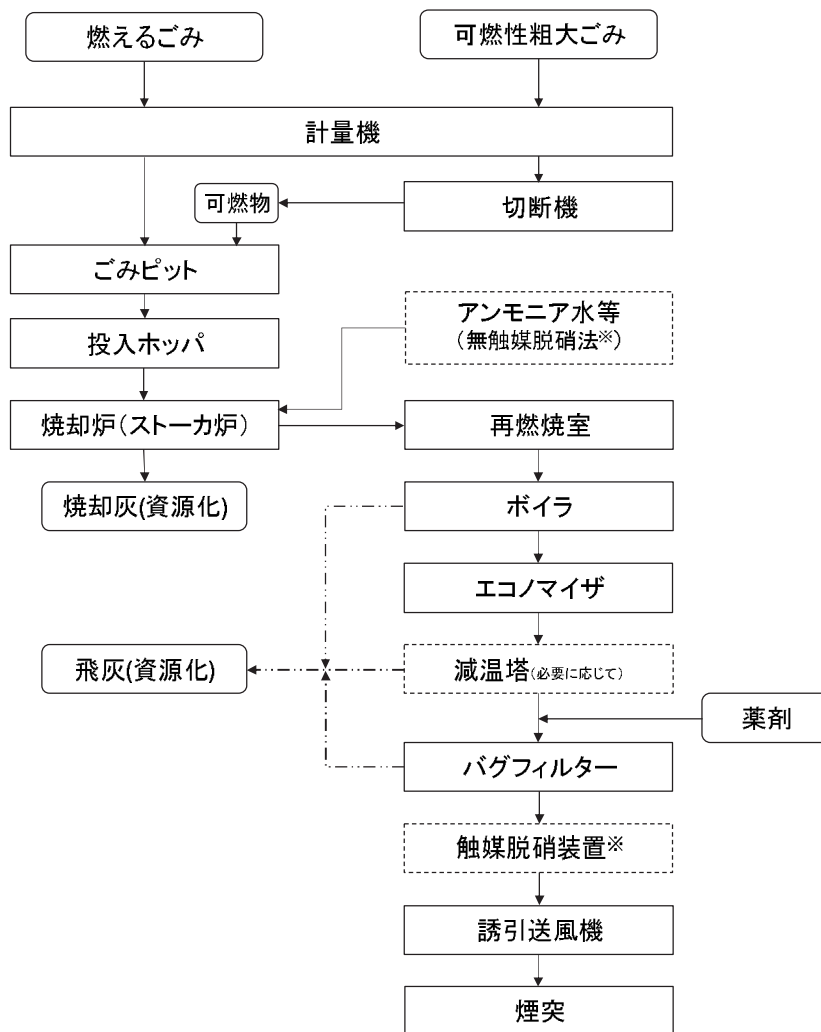 燃えるごみ
可燃性粗大ごみ
計量機
可燃物
切断機
ごみピット
アンモニア水等
(無触媒脱硝法※)
投入ホッパ
焼却炉(ストーカ炉)
再燃焼室
焼却灰(資源化)
ボイラ
エコノマイザ
飛灰(資源化)
減温塔(必要に応じて)
薬剤
バグフィルター
触媒脱硝装置※
誘引送風機
煙突